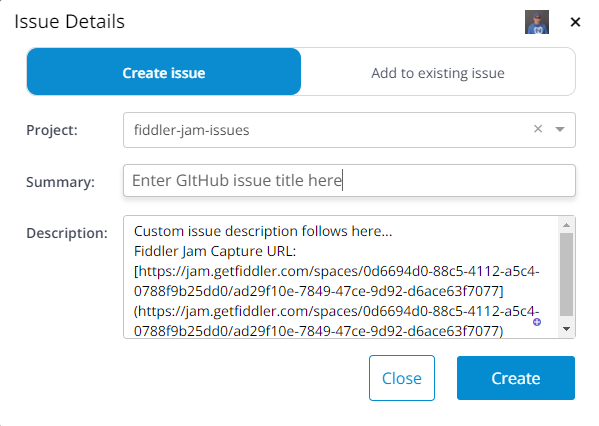 Issue Details
Create issue
Add to existing issue
Project:
fiddler-jam-issues
Summary:
Enter GItHub issue title here
Description:
Custom issue description follows here...
Fiddler Jam Capture URL:
[https://jam.getfiddler.com/spaces/0d6694d0-88c5-4112-a5c4-
0788f9b25dd0/ad29f10e-7849-47ce-9d92-d6ace63f7077]
(https://jam.getfiddler.com/spaces/0d6694d0-88c5-4112-a5c4-
0788f9b25dd0/ad29f10e-7849-47ce-9d92-d6ace63f7077)
Close
Create